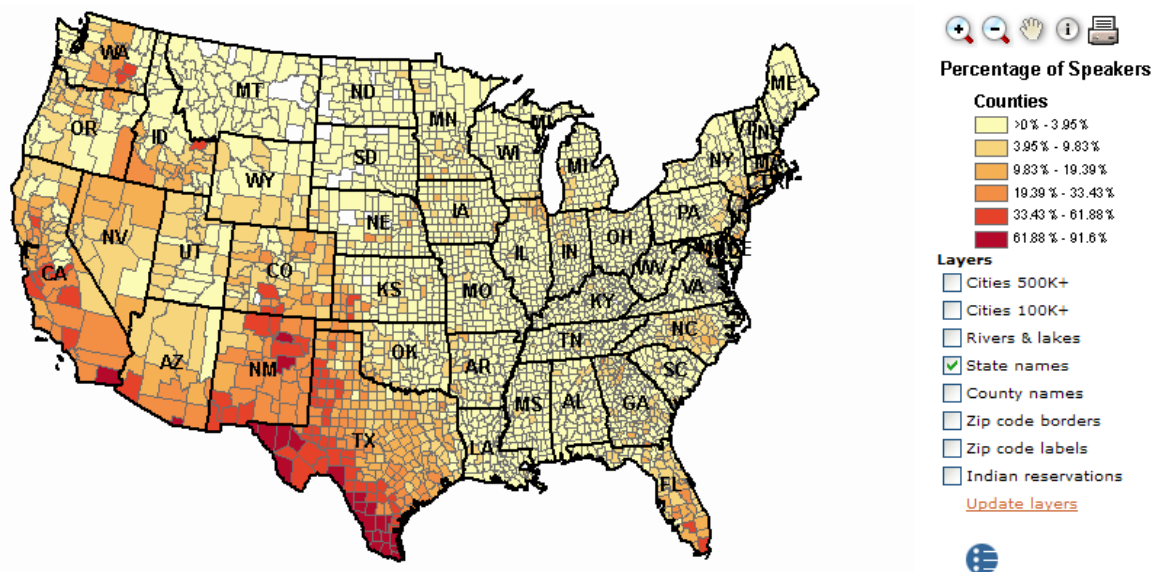 WA
MT
ND
ME
OR
ID
MN
SD
WI
MI
NY
WY
NE
IA
PA
NV
UT
CO
IL
IN
OH
WV
VA
CA
KS
MO
KY
AZ
NM
OK
AR
TN
NC
SC
TX
MS
AL
GA
LA
FL
Percentage of Speakers
Counties
>0% - 3.95%
3.95% - 9.83%
9.83% - 19.39%
19.39% - 33.43%
33.43% - 61.88%
61.88% - 91.6%
Layers
Cities 500K+
Cities 100K+
Rivers & lakes
State names
County names
Zip code borders
Zip code labels
Indian reservations
Update layers